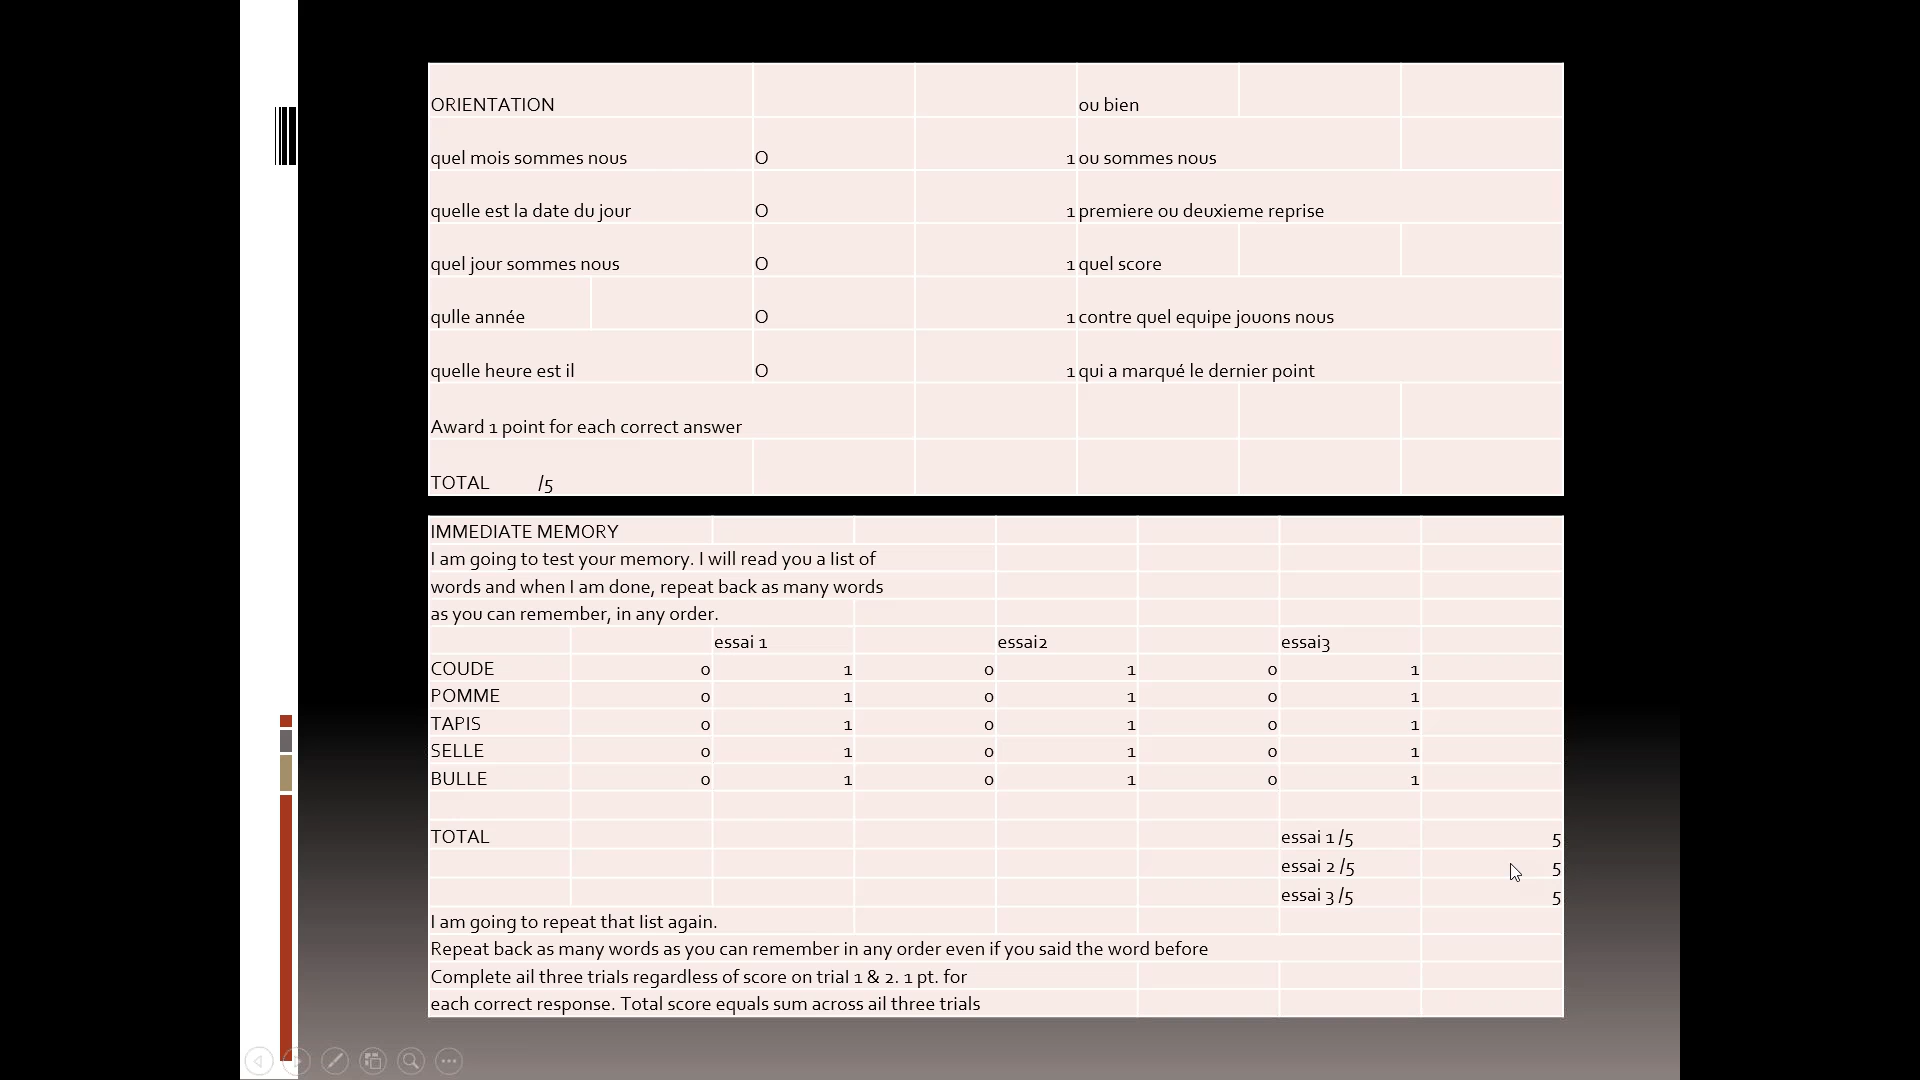 ORIENTATION ou bien
quel mois sommes nous O 1 ou sommes nous
quelle est la date du jour O 1 premiere ou deuxieme reprise
quel jour sommes nous O 1 quel score
qulle année O 1 contre quel equipe jouons nous
quelle heure est il O 1 qui a marqué le dernier point
Award 1 point for each correct answer
TOTAL /5
IMMEDIATE MEMORY
I am going to test your memory. I will read you a list of
words and when I am done, repeat back as many words
as you can remember, in any order.
essai 1 essai2 essai3
COUDE 0 1 0 1 0 1
POMME 0 1 0 1 0 1
TAPIS 0 1 0 1 0 1
SELLE 0 1 0 1 0 1
BULLE 0 1 0 1 0 1
TOTAL essai 1 /5 5
essai 2 /5 5
essai 3 /5 5
I am going to repeat that list again.
Repeat back as many words as you can remember in any order even if you said the word before
Complete ail three trials regardless of score on trial 1 & 2. 1 pt. for
each correct response. Total score equals sum across ail three trials